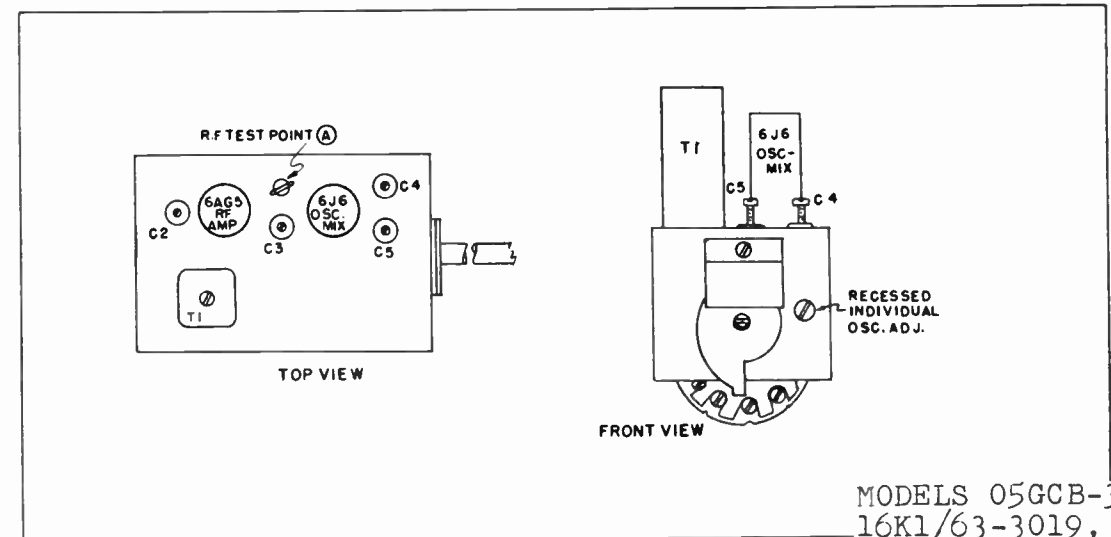 R.F TEST POINT A
6AG5
RF
AMP
6J6
OSC.
MIX
C4
C2
C3
C5
T1
TOP VIEW
T1
6J6
OSC-
MIX
C5
C4
RECESSED
INDIVIDUAL
OSC. ADJ.
FRONT VIEW
MODELS 05GCB-3
16K1/63-3019,